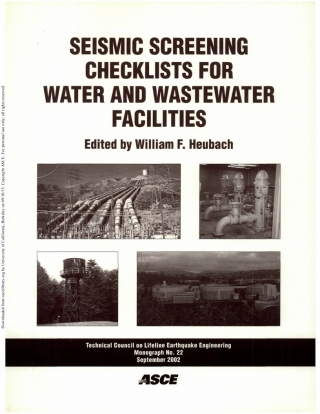 SEISMIC SCREENING
CHECKLISTS FOR
WATER AND WASTEWATER
FACILITIES
Edited by William F. Heubach
Technical Council on Lifeline Earthquake Engineering
Monograph No. 22
September 2002
ASCE
Downloaded from ascelibrary.org by University of California, Berkeley on 09/30/15. Copyright ASCE. For personal use only; all rights reserved.